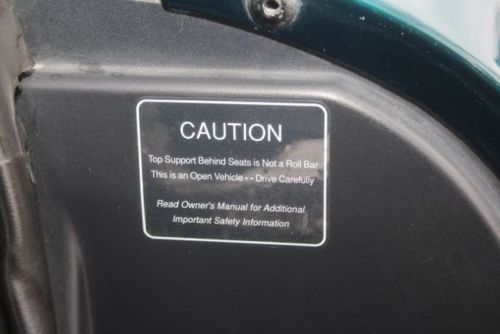 CAUTION
Top Support Behind Seats is Not a Roll Bar
This is an Open Vehicle - - Drive Carefully
Read Owner's Manual for Additional
Important Safety Information